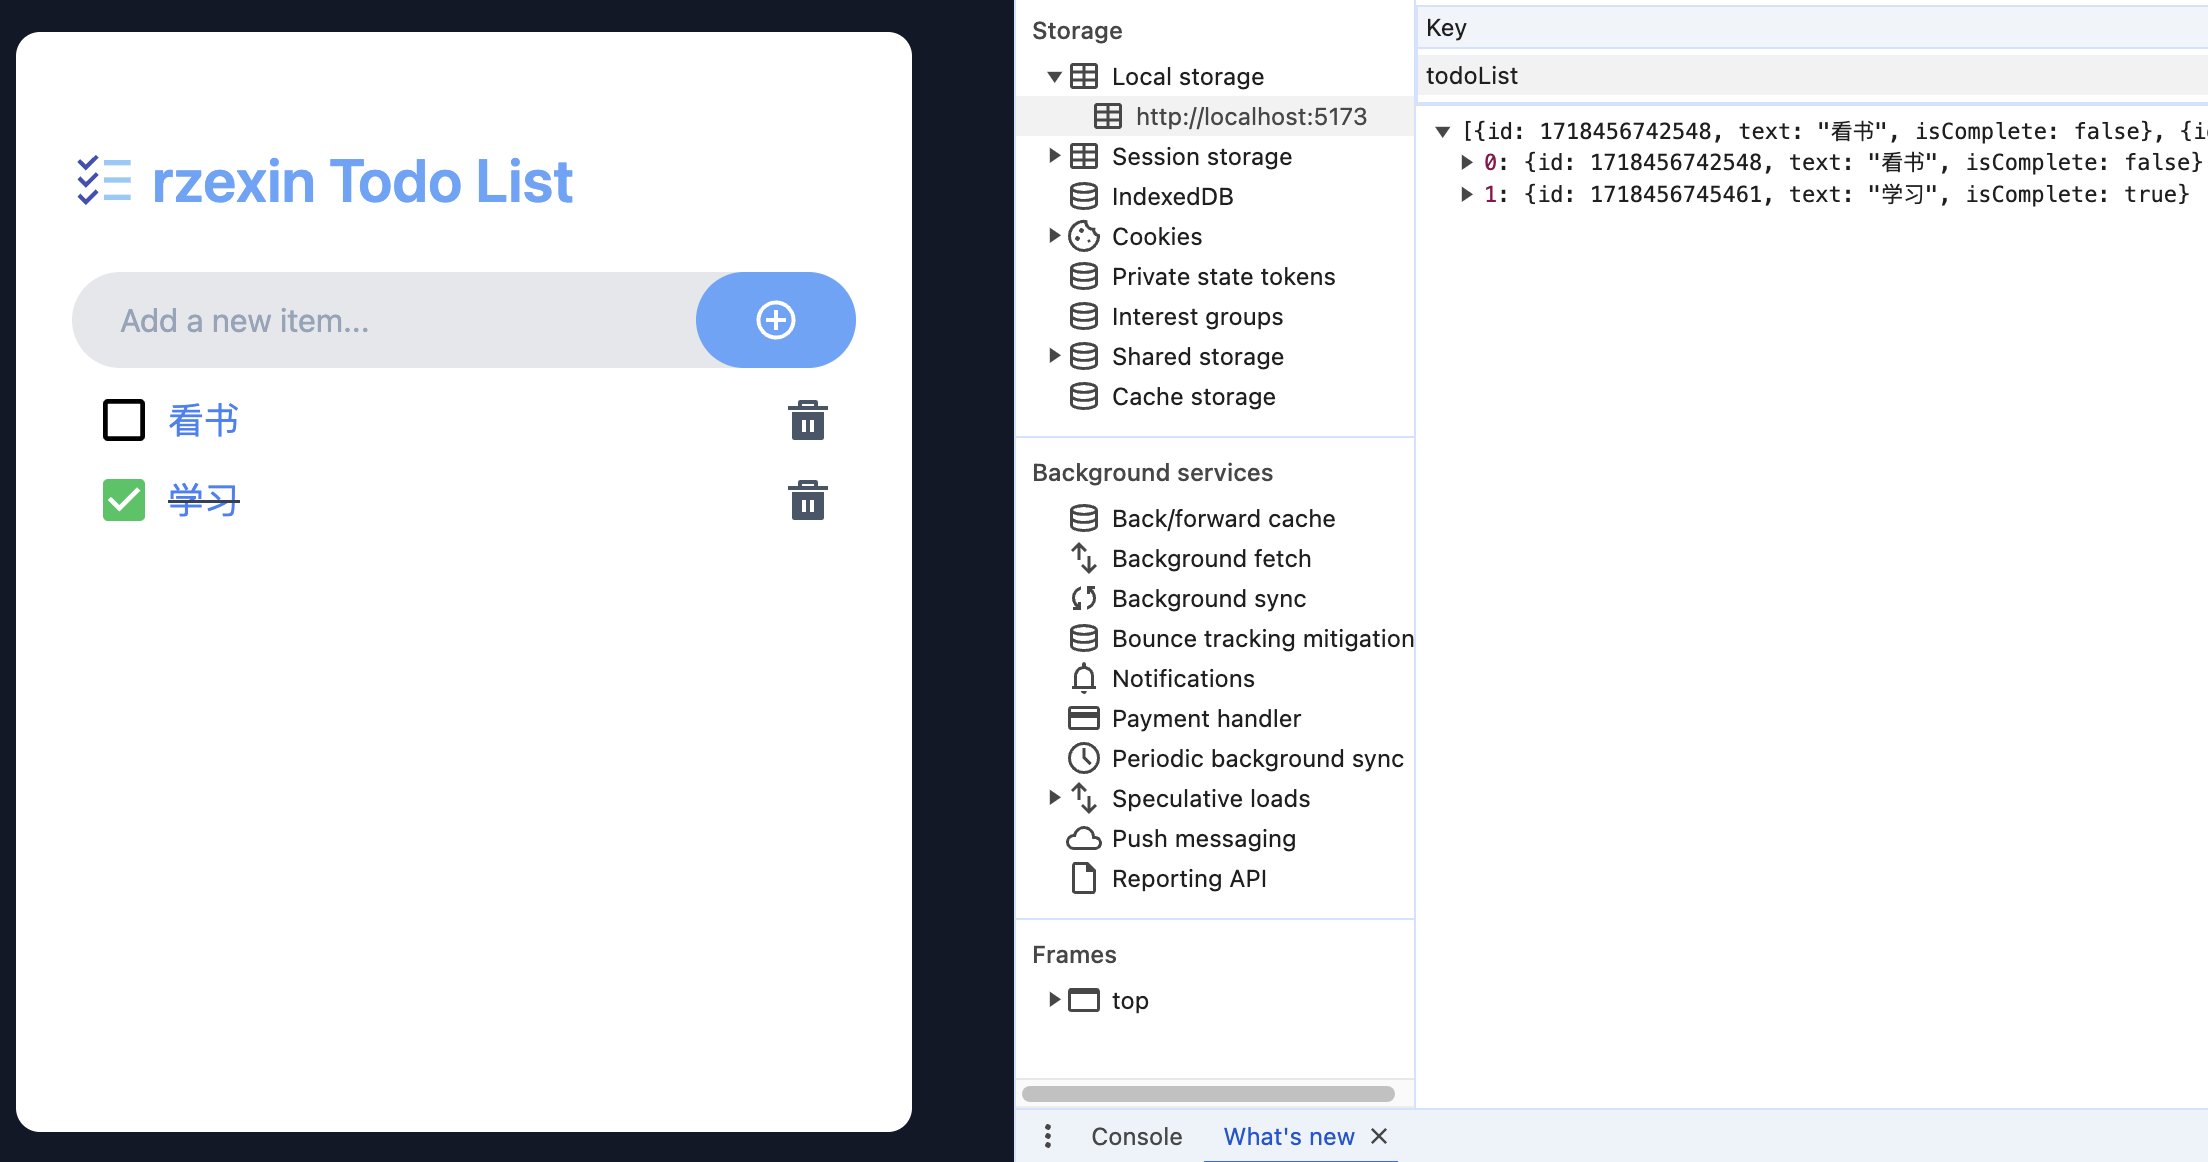 rzexin Todo List
Add a new item...
看书
学习
Storage
Local storage
http://localhost:5173
Session storage
IndexedDB
Cookies
Private state tokens
Interest groups
Shared storage
Cache storage
Background services
Back/forward cache
Background fetch
Background sync
Bounce tracking mitigation
Notifications
Payment handler
Periodic background sync
Speculative loads
Push messaging
Reporting API
Frames
top
Key
todoList
[{id: 1718456742548, text: "看书", isComplete: false}, {i
0: {id: 1718456742548, text: "看书", isComplete: false}
1: {id: 1718456745461, text: "学习", isComplete: true}
Console
What's new